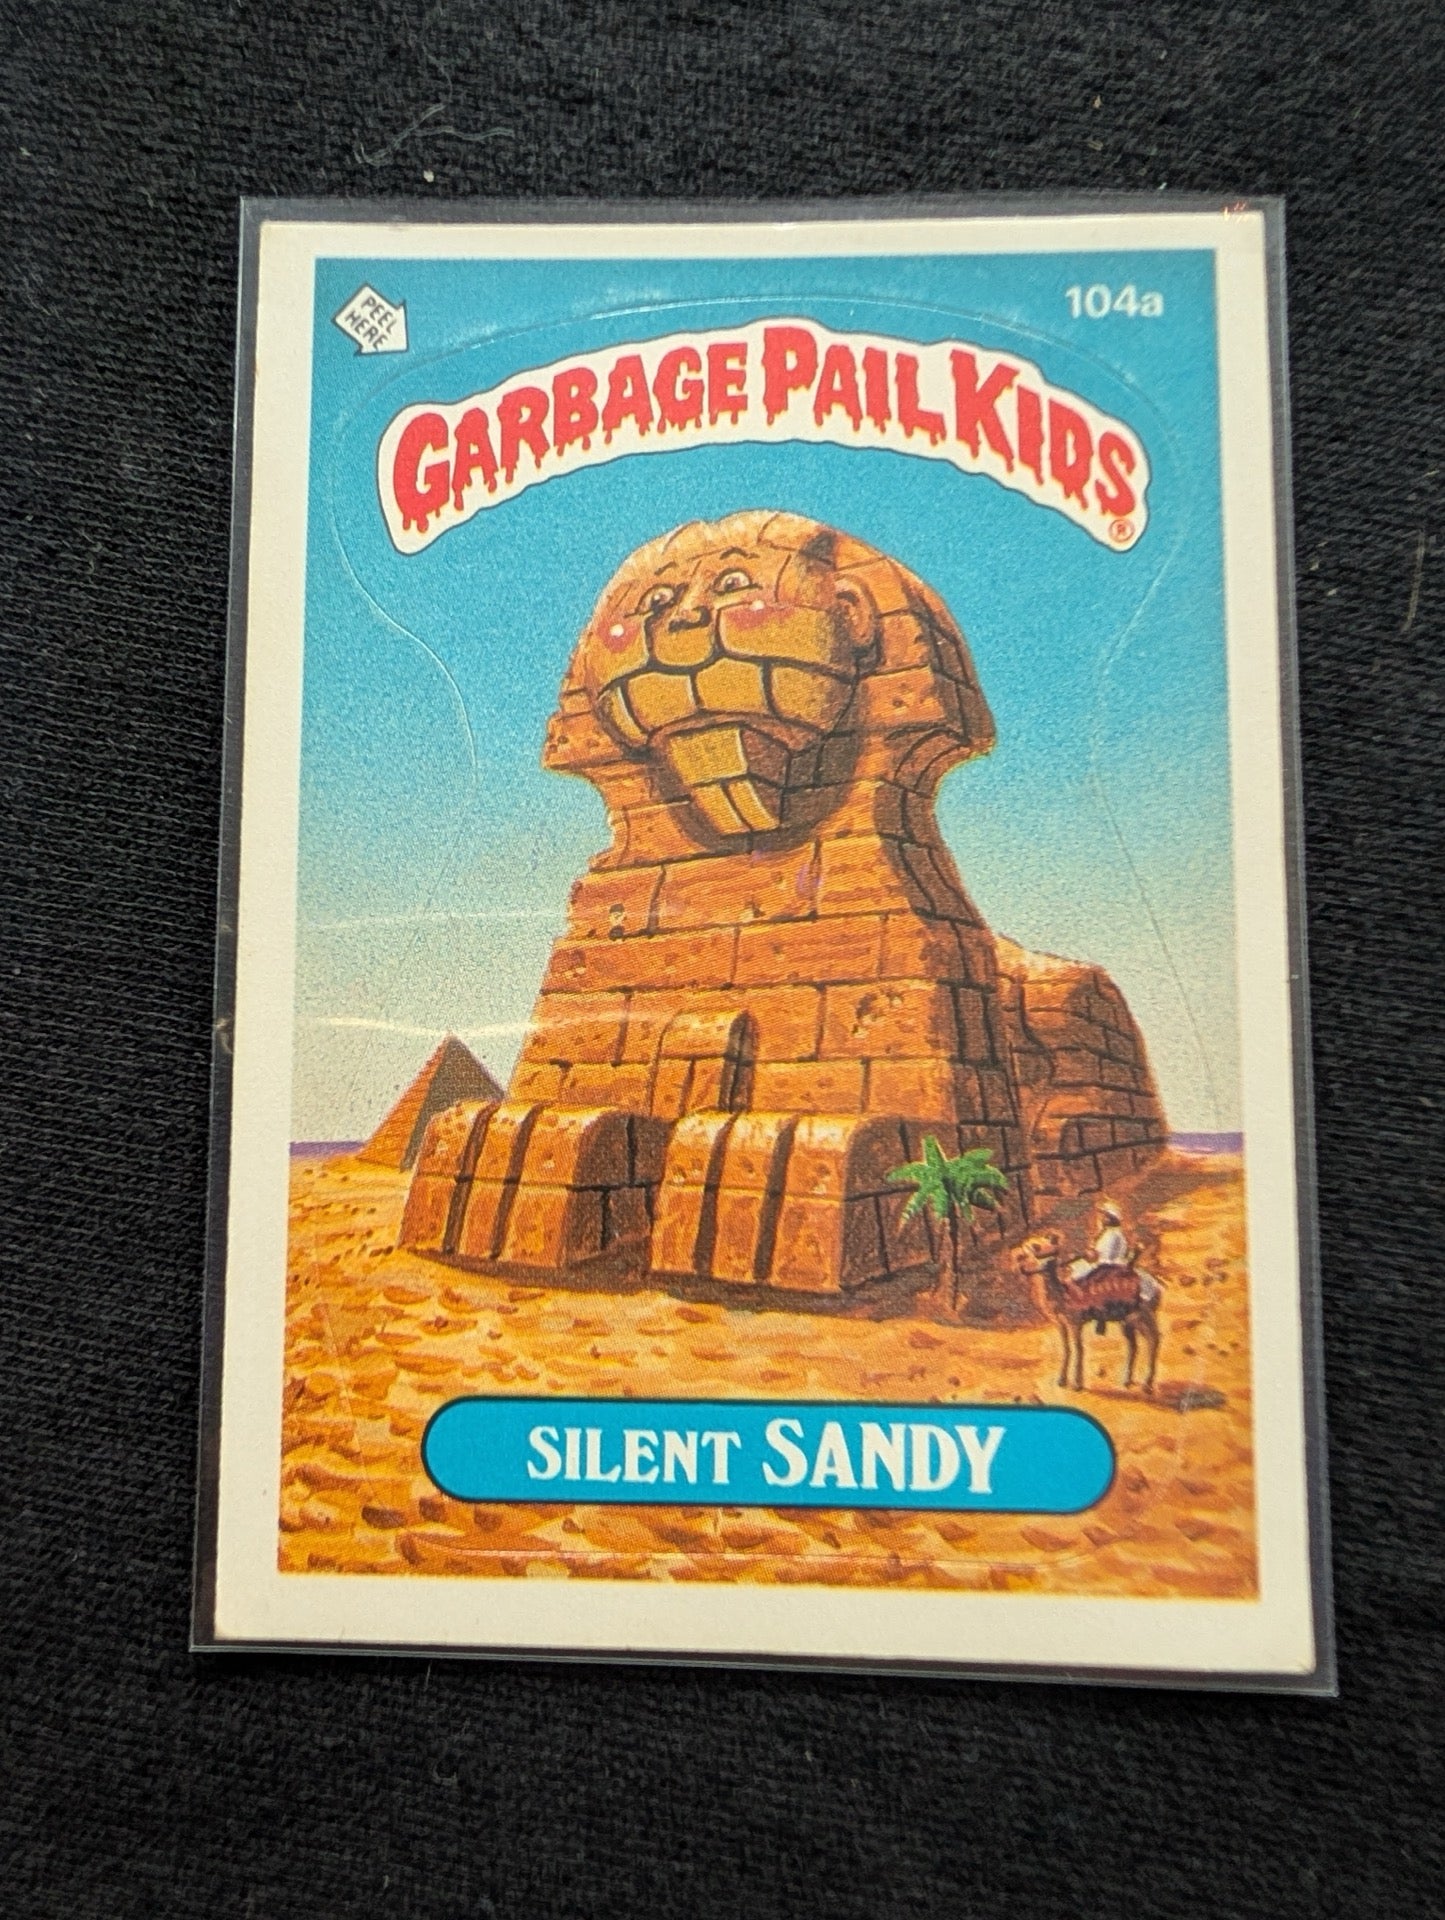 PEEL
HERE
104a
GARBAGE PAIL KIDS
®
SILENT SANDY